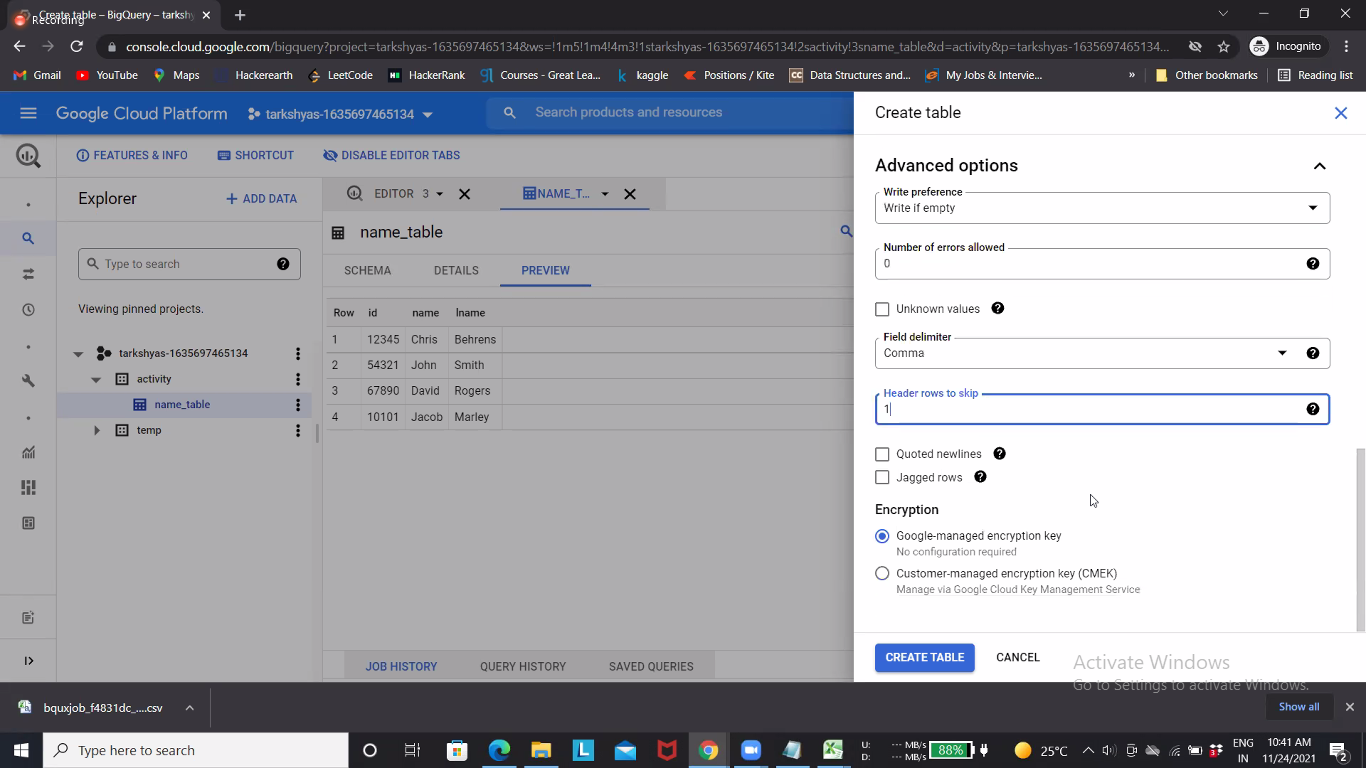 Create table – BigQuery – tarkshy
Recording
console.cloud.google.com/bigquery?project=tarkshyas-1635697465134&ws=!1m5!1m4!4m3!1starkshyas-1635697465134!2sactivity!3sname_table&d=activity&p=tarkshyas-1635697465134...
Incognito
Gmail YouTube Maps Hackerearth LeetCode HackerRank Courses - Great Lea... kaggle Positions / Kite Data Structures and... My Jobs & Intervie... » Other bookmarks Reading list
Google Cloud Platform tarkshyas-1635697465134 Search products and resources
FEATURES & INFO SHORTCUT DISABLE EDITOR TABS
Explorer + ADD DATA
Type to search
Viewing pinned projects.
tarkshyas-1635697465134
activity
name_table
temp
EDITOR 3 NAME_T...
name_table
SCHEMA DETAILS PREVIEW
Row id name lname
1 12345 Chris Behrens
2 54321 John Smith
3 67890 David Rogers
4 10101 Jacob Marley
JOB HISTORY QUERY HISTORY SAVED QUERIES
Create table
Advanced options
Write preference
Write if empty
Number of errors allowed
0
Unknown values
Field delimiter
Comma
Header rows to skip
1
Quoted newlines
Jagged rows
Encryption
Google-managed encryption key
No configuration required
Customer-managed encryption key (CMEK)
Manage via Google Cloud Key Management Service
CREATE TABLE CANCEL
Activate Windows
Go to Settings to activate Windows.
bquxjob_f4831dc_....csv
Show all
Type here to search
U: --- MB/s
D: --- MB/s
88%
25°C
ENG
IN
10:41 AM
11/24/2021
2